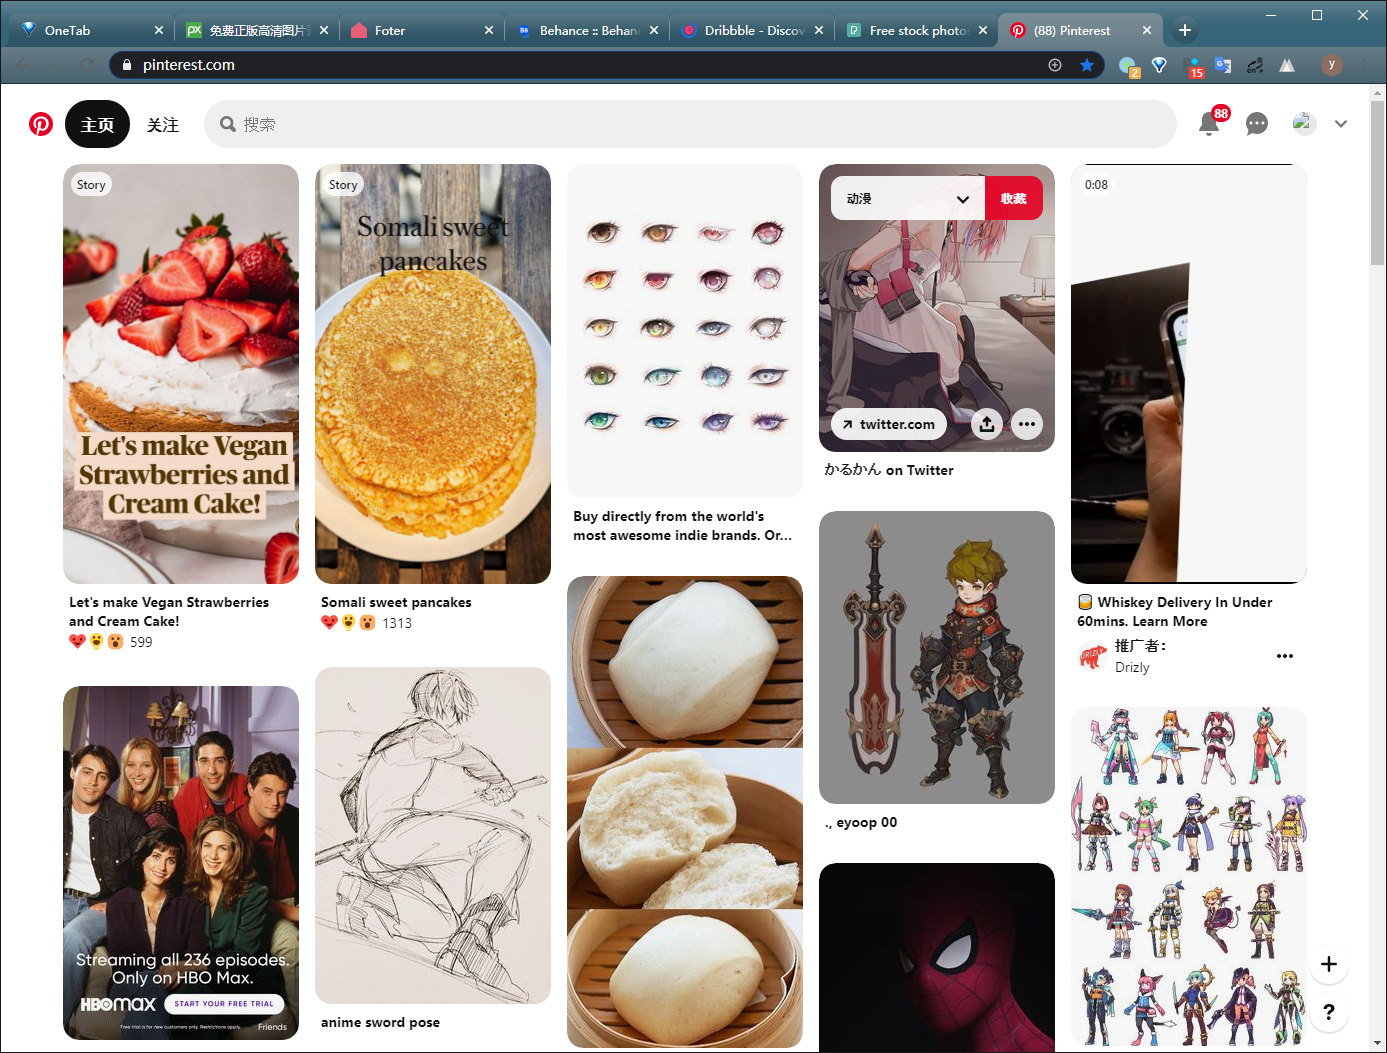 OneTab
免费正版高清图片
Foter
Behance :: Behan
Dribbble - Discov
Free stock photos
(88) Pinterest
pinterest.com
2
15
en
y
主页
关注
搜索
88
Story
Let's make Vegan
Strawberries and
Cream Cake!
Let's make Vegan Strawberries
and Cream Cake!
599
Streaming all 236 episodes.
Only on HBO Max.
HBOMAX
START YOUR FREE TRIAL
Free trial is for new customers only. Restrictions apply.
Friends
Story
Somali sweet
pancakes
Somali sweet pancakes
1313
anime sword pose
Buy directly from the world's
most awesome indie brands. Or...
动漫
收藏
twitter.com
かるかん on Twitter
., eyoop 00
0:08
Whiskey Delivery In Under
60mins. Learn More
DRIZLY
推广者：
Drizly
+
?